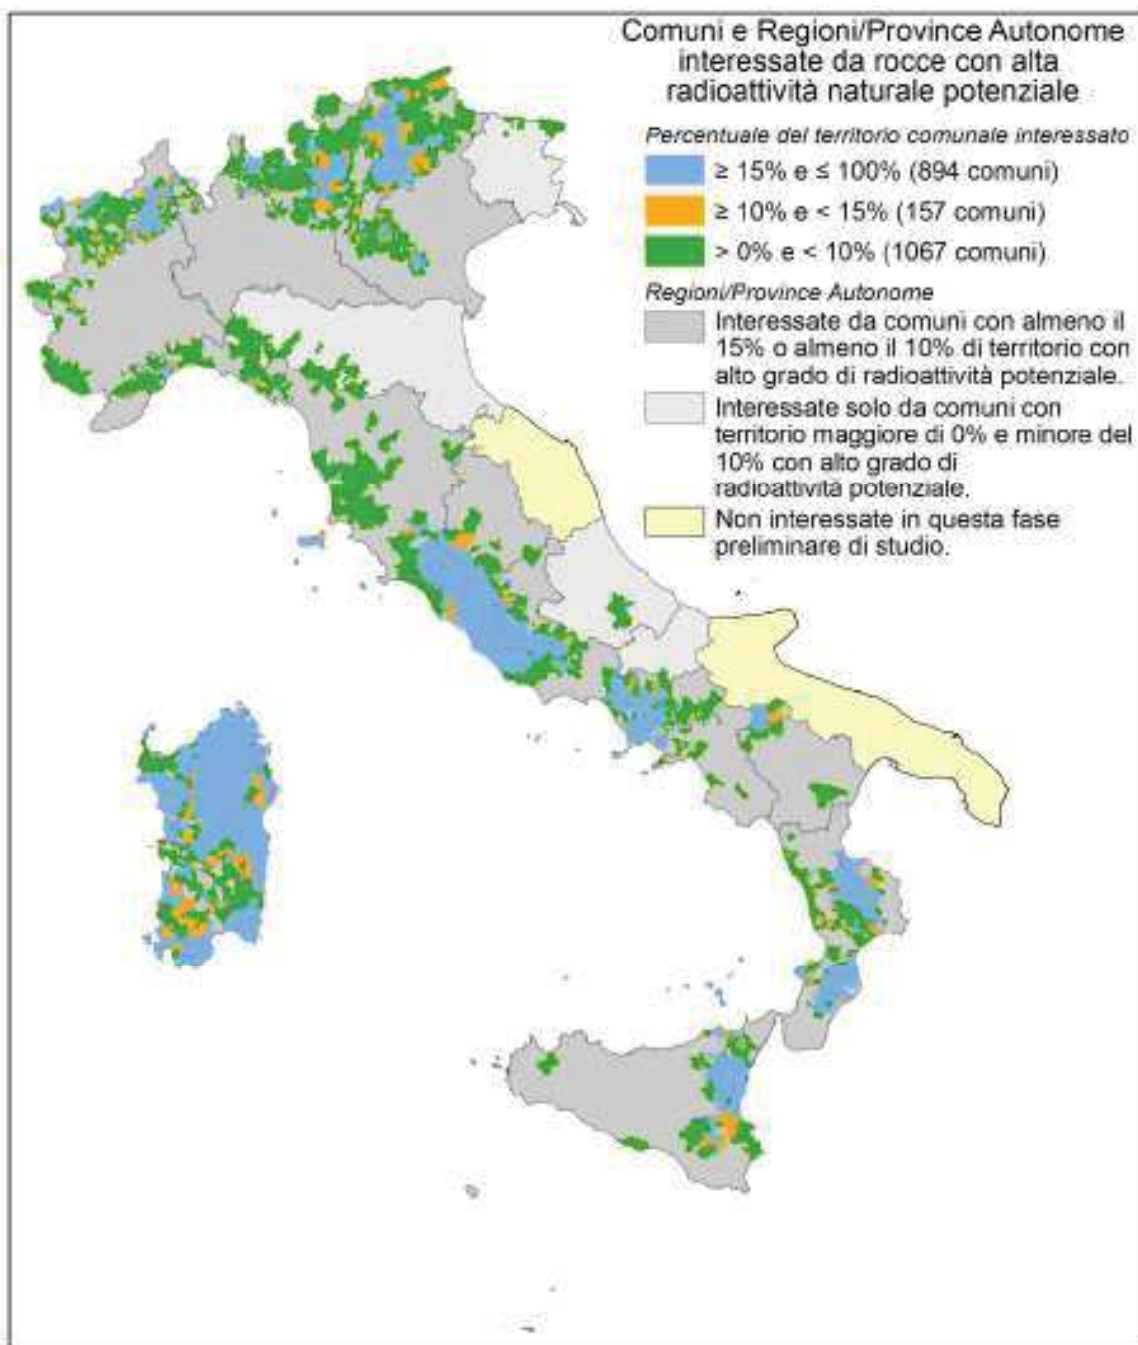 Comuni e Regioni/Province Autonome
interessate da rocce con alta
radioattività naturale potenziale
Percentuale del territorio comunale interessato
≥ 15% e ≤ 100% (894 comuni)
≥ 10% e < 15% (157 comuni)
> 0% e < 10% (1067 comuni)
Regioni/Province Autonome
Interessate da comuni con almeno il
15% o almeno il 10% di territorio con
alto grado di radioattività potenziale.
Interessate solo da comuni con
territorio maggiore di 0% e minore del
10% con alto grado di
radioattività potenziale.
Non interessate in questa fase
preliminare di studio.